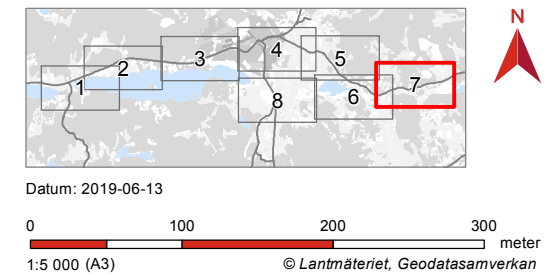 N
1
2
3
4
5
6
7
8
Datum: 2019-06-13
0 100 200 300
meter
1:5 000 (A3)
© Lantmäteriet, Geodatasamverkan